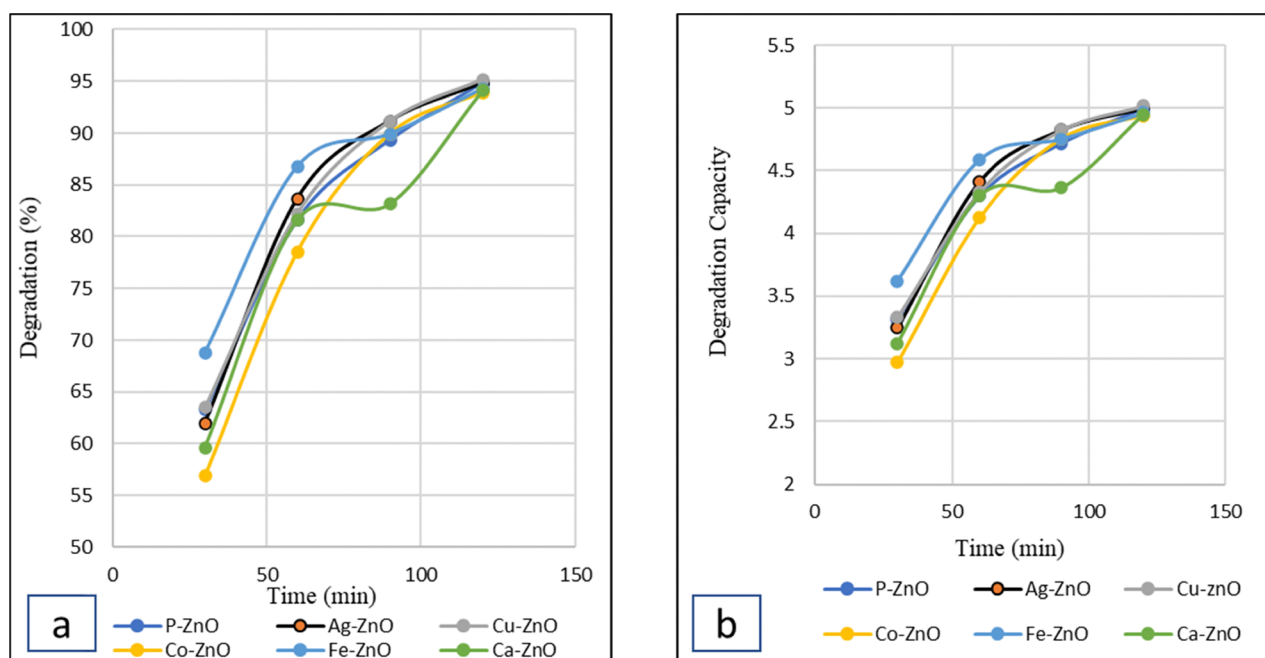 100
95
90
85
80
75
70
65
60
55
50
Degradation (%)
0 50 100 150
Time (min)
a
P-ZnO Ag-ZnO Cu-ZnO
Co-ZnO Fe-ZnO Ca-ZnO
5.5
5
4.5
4
3.5
3
2.5
2
Degradation Capacity
0 50 100 150
Time (min)
b
P-ZnO Ag-ZnO Cu-znO
Co-ZnO Fe-ZnO Ca-ZnO